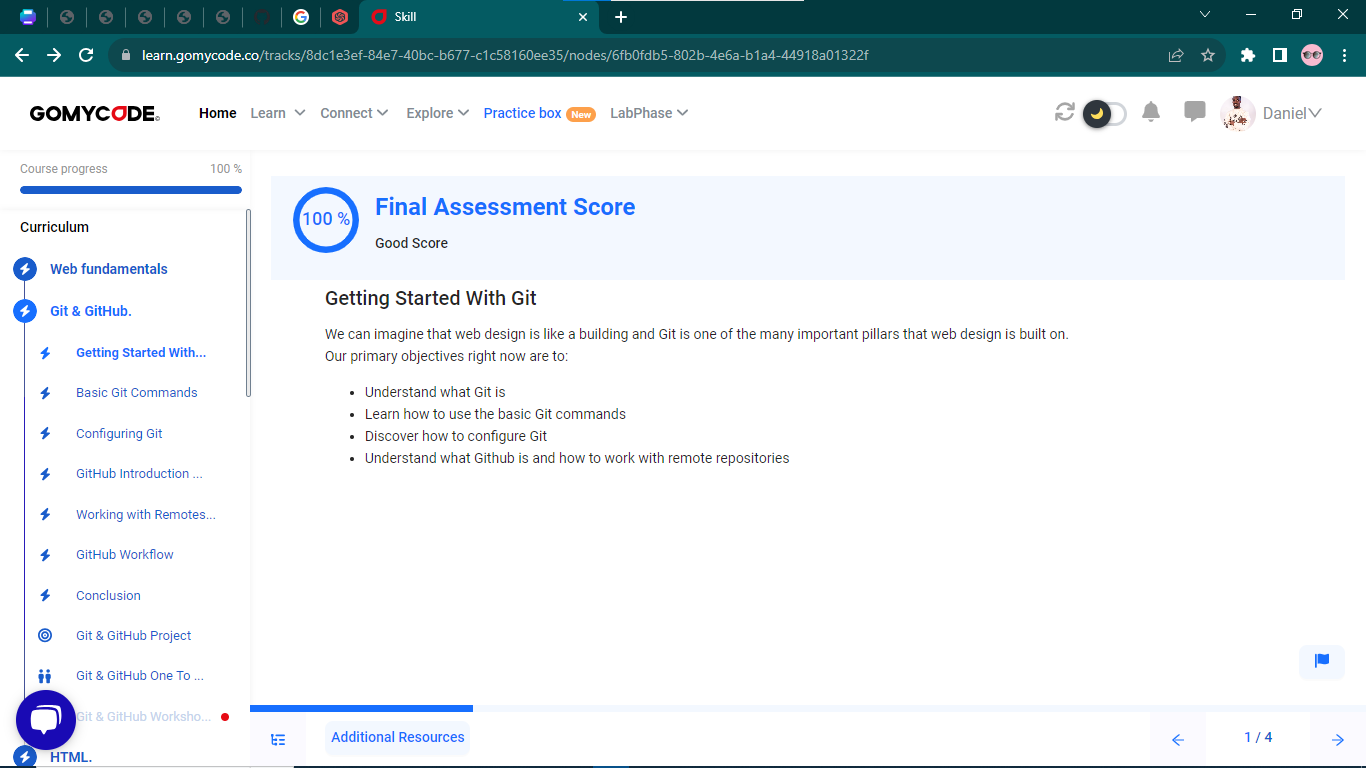 Skill
learn.gomycode.co/tracks/8dc1e3ef-84e7-40bc-b677-c1c58160ee35/nodes/6fb0fdb5-802b-4e6a-b1a4-44918a01322f
GOMYCODE
Home Learn Connect Explore Practice box New LabPhase Daniel
Course progress 100 %
Curriculum
Web fundamentals
Git & GitHub.
Getting Started With...
Basic Git Commands
Configuring Git
GitHub Introduction ...
Working with Remotes...
GitHub Workflow
Conclusion
Git & GitHub Project
Git & GitHub One To ...
Git & GitHub Worksho...
HTML.
100 %
Final Assessment Score
Good Score
Getting Started With Git
We can imagine that web design is like a building and Git is one of the many important pillars that web design is built on.
Our primary objectives right now are to:
• Understand what Git is
• Learn how to use the basic Git commands
• Discover how to configure Git
• Understand what Github is and how to work with remote repositories
Additional Resources
1 / 4